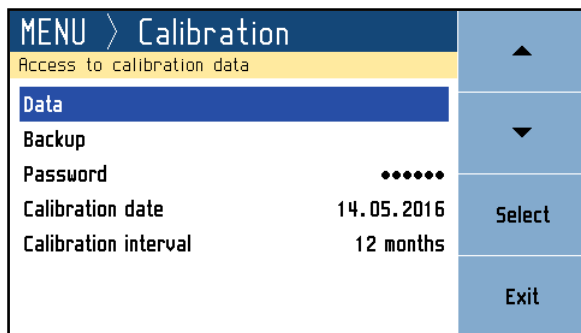 MENU > Calibration
Access to calibration data
Data
Backup
Password ••••••
Calibration date 14.05.2016
Calibration interval 12 months
Select
Exit